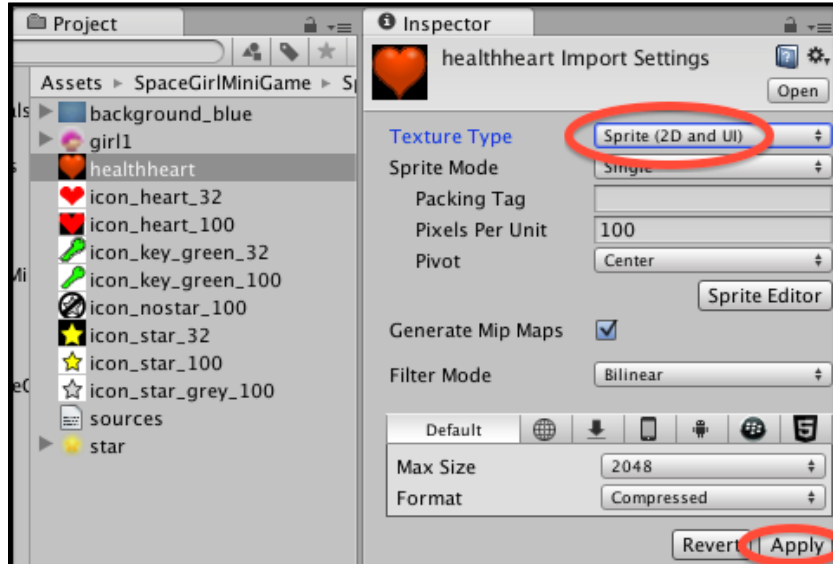 Project
Assets ▸ SpaceGirlMiniGame ▸
background_blue
girl1
healthheart
icon_heart_32
icon_heart_100
icon_key_green_32
icon_key_green_100
icon_nostar_100
icon_star_32
icon_star_100
icon_star_grey_100
sources
star
Inspector
healthheart Import Settings
Open
Texture Type Sprite (2D and UI)
Sprite Mode Single
Packing Tag
Pixels Per Unit 100
Pivot Center
Sprite Editor
Generate Mip Maps
Filter Mode Bilinear
Default
Max Size 2048
Format Compressed
Revert Apply